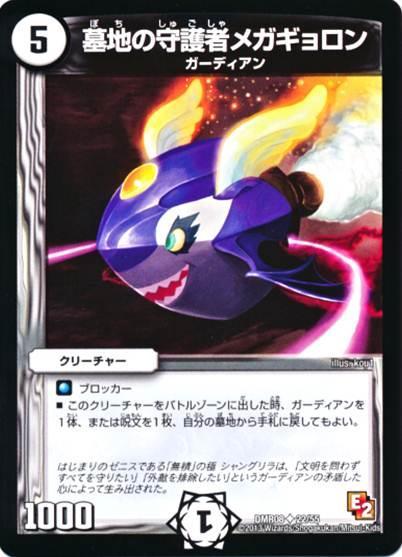 5
ぼち しゅごしゃ
墓地の守護者メガギョロン
ガーディアン
illus.kou1
クリーチャー
ブロッカー
■ このクリーチャーをバトルゾーンに出した時、ガーディアンを
1体、または呪文を1枚、自分の墓地から手札に戻してもよい。
はじまりのゼニスである「無積」の極 シャングリラは、「文明を問わず
すべてを守りたい」「外敵を排除したい」というガーディアンの矛盾した
心によって生み出された。
1000
1
DMR08 ◆ 22/55
©2013 Wizards/Shogakukan/Mitsui-Kids
E2